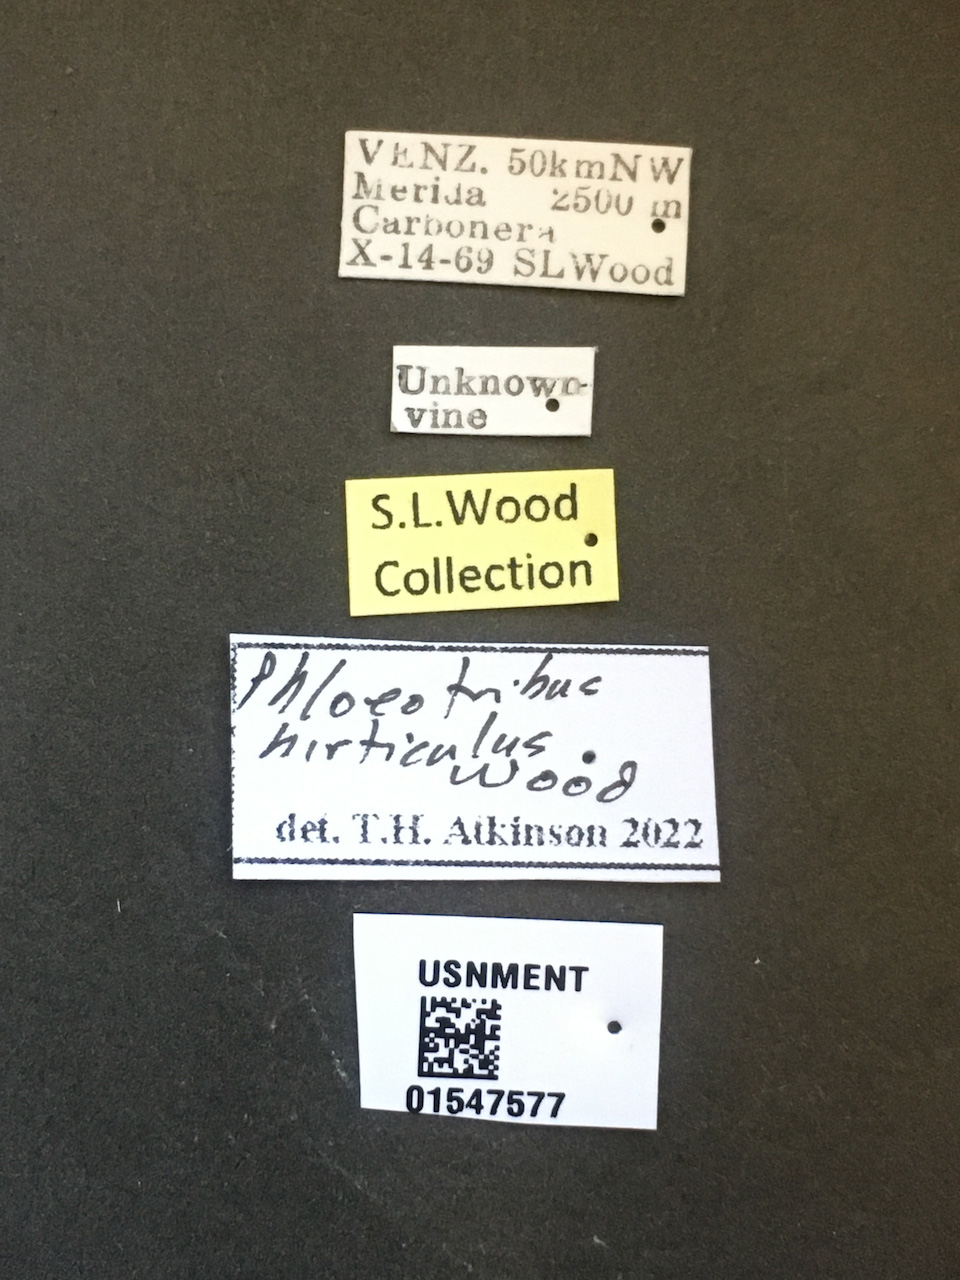 VENZ. 50kmNW
Merida 2500 m
Carbonera
X-14-69 SLWood
Unknown
vine
S.L.Wood
Collection
Phloeotribus
hirticulus
Wood
det. T.H. Atkinson 2022
USNMENT
01547577